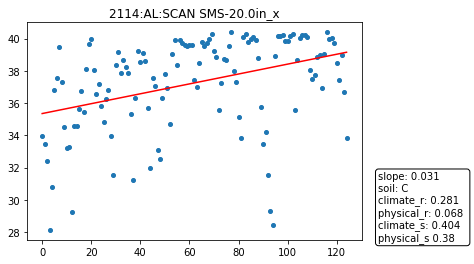 2114:AL:SCAN SMS-20.0in_x
40
38
36
34
32
30
28
0 20 40 60 80 100 120
slope: 0.031
soil: C
climate_r: 0.281
physical_r: 0.068
climate_s: 0.404
physical_s 0.38